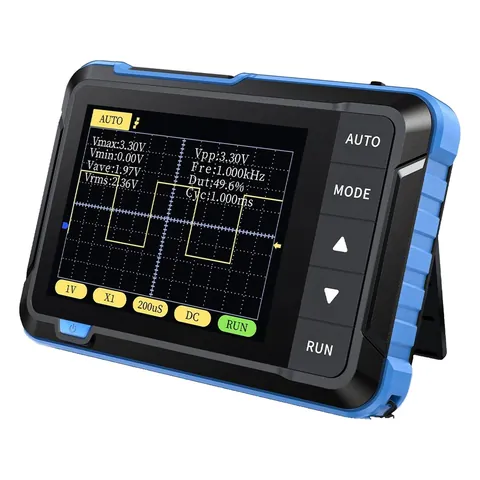 AUTO
Vmax:3.30V
Vmin:0.00V
Vave:1.97V
Vrms:2.36V
Vpp:3.30V
Fre:1.000kHz
Dut:49.6%
Cyc:1.000ms
1V
X1
200uS
DC
RUN
AUTO
MODE
RUN